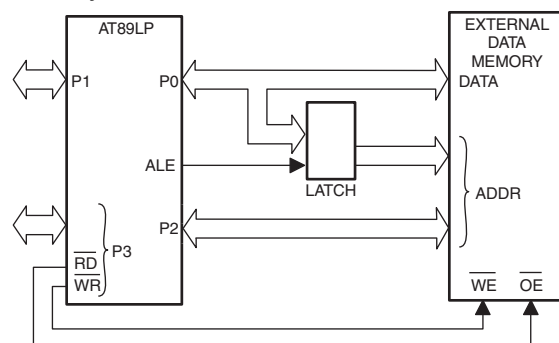 AT89LP
EXTERNAL
DATA
MEMORY
P1
P0
DATA
ALE
LATCH
ADDR
P2
P3
RD
WR
WE
OE